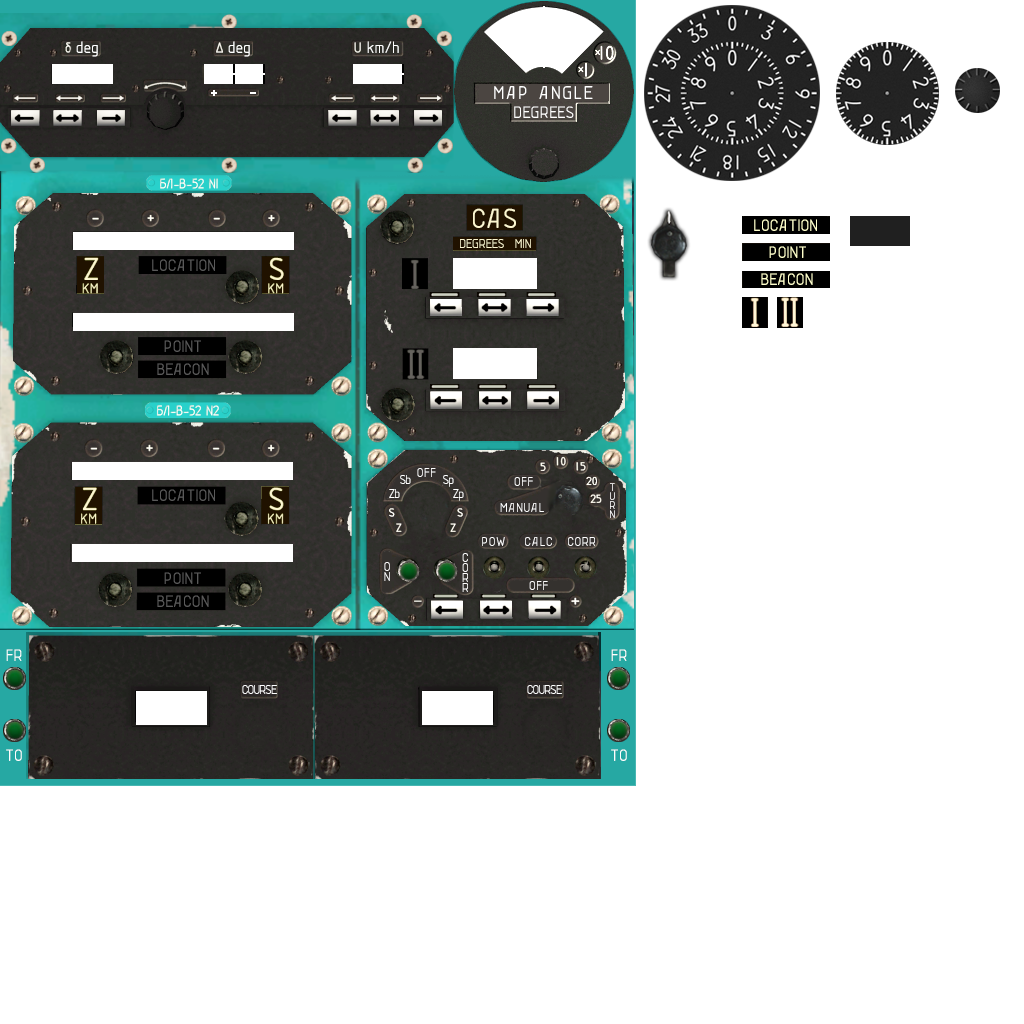 δ deg
Δ deg
U km/h
+ −
×10
×1
MAP ANGLE
DEGREES
0 3 6 9 12 15 18 21 24 27 30 33
0 1 2 3 4 5 6 7 8 9
0 1 2 3 4 5 6 7 8 9
БЛ-В-52 N1
− + − +
Z
KM
LOCATION
S
KM
POINT
BEACON
CAS
DEGREES MIN
I
II
LOCATION
POINT
BEACON
I II
БЛ-В-52 N2
− + − +
Z
KM
LOCATION
S
KM
POINT
BEACON
OFF
Sb Sp
Zb Zp
S S
Z Z
ON
CORR
5 10 15
OFF 20
MANUAL 25
TURN
POW CALC CORR
OFF
− +
FR
TO
COURSE
COURSE
FR
TO